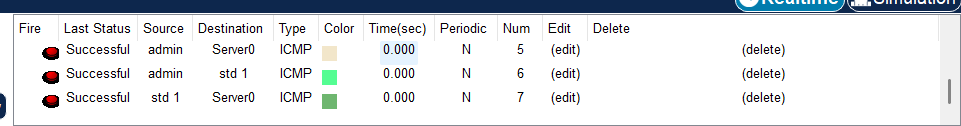 Realtime Simulation
Fire Last Status Source Destination Type Color Time(sec) Periodic Num Edit Delete
Successful admin Server0 ICMP 0.000 N 5 (edit) (delete)
Successful admin std 1 ICMP 0.000 N 6 (edit) (delete)
Successful std 1 Server0 ICMP 0.000 N 7 (edit) (delete)